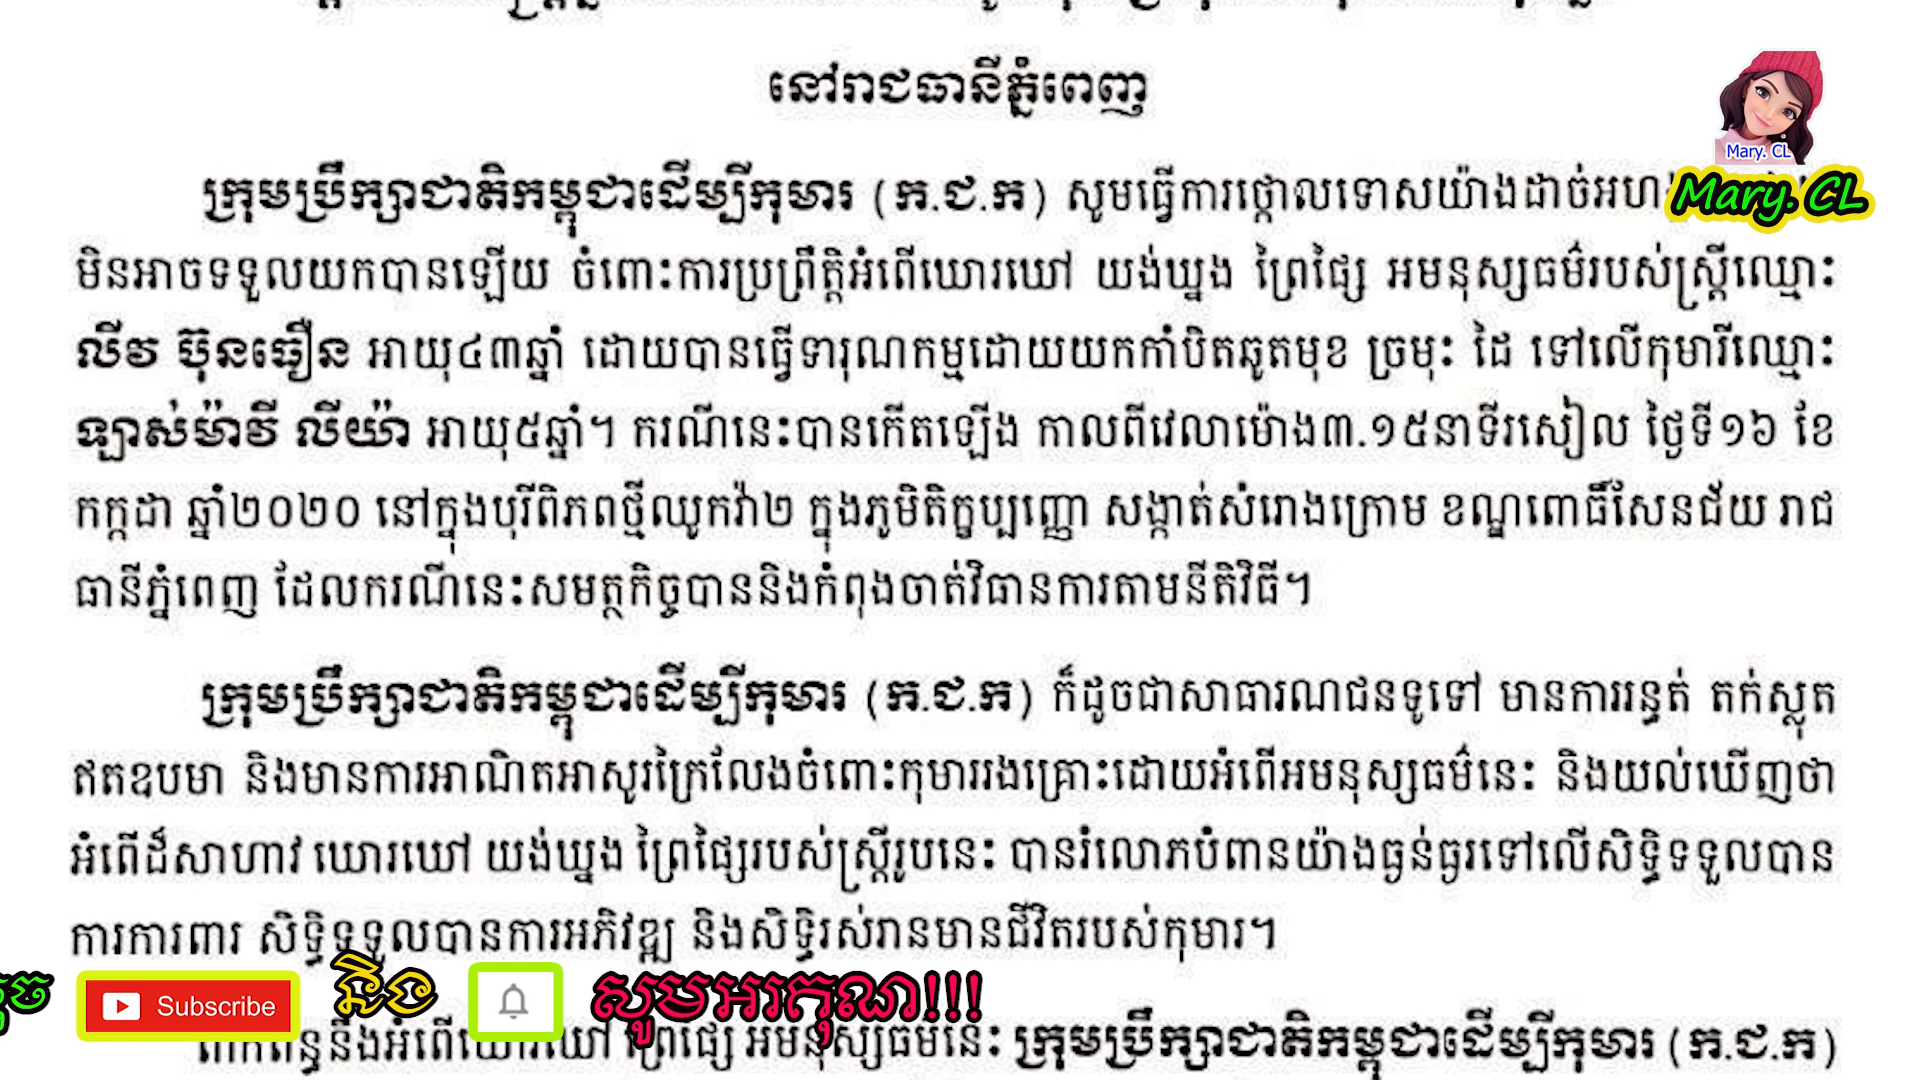 នៅរាជធានីភ្នំពេញ
Mary. CL
Mary. CL
ក្រុមប្រឹក្សាជាតិកម្ពុជាដើម្បីកុមារ (ក.ជ.ក) សូមធ្វើការថ្កោលទោសយ៉ាងដាច់អហ
មិនអាចទទួលយកបានឡើយ ចំពោះការប្រព្រឹត្តិអំពើឃោរឃៅ យង់ឃ្នង ព្រៃផ្សៃ អមនុស្សធម៌របស់ស្ត្រីឈ្មោះ
លីវ ប៊ុនធឿន អាយុ៤៣ឆ្នាំ ដោយបានធ្វើទារុណកម្មដោយយកកាំបិតឆូតមុខ ច្រមុះ ដៃ ទៅលើកុមារីឈ្មោះ
ឡាស់ម៉ាវី លីយ៉ា អាយុ៥ឆ្នាំ។ ករណីនេះបានកើតឡើង កាលពីវេលាម៉ោង៣.១៥នាទីរសៀល ថ្ងៃទី១៦ ខែ
កក្កដា ឆ្នាំ២០២០ នៅក្នុងបុរីពិភពថ្មីឈូកវ៉ា២ ក្នុងភូមិតិក្ខប្បញ្ញោ សង្កាត់សំរោងក្រោម ខណ្ឌពោធិ៍សែនជ័យ រាជ
ធានីភ្នំពេញ ដែលករណីនេះសមត្ថកិច្ចបាននិងកំពុងចាត់វិធានការតាមនីតិវិធី។
ក្រុមប្រឹក្សាជាតិកម្ពុជាដើម្បីកុមារ (ក.ជ.ក) ក៏ដូចជាសាធារណជនទូទៅ មានការរន្ធត់ តក់ស្លុត
ឥតឧបមា និងមានការអាណិតអាសូរក្រៃលែងចំពោះកុមាររងគ្រោះដោយអំពើអមនុស្សធម៌នេះ និងយល់ឃើញថា
អំពើដ៏សាហាវ ឃោរឃៅ យង់ឃ្នង ព្រៃផ្សៃរបស់ស្ត្រីរូបនេះ បានរំលោភបំពានយ៉ាងធ្ងន់ធ្ងរទៅលើសិទ្ធិទទួលបាន
ការការពារ សិទ្ធិទទួលបានការអភិវឌ្ឍ និងសិទ្ធិរស់រានមានជីវិតរបស់កុមារ។
Subscribe និង សូមអរគុណ!!!
ពាក់ព័ន្ធនឹងអំពើឃោរឃៅ ព្រៃផ្សៃ អមនុស្សធម៌នេះ ក្រុមប្រឹក្សាជាតិកម្ពុជាដើម្បីកុមារ (ក.ជ.ក)